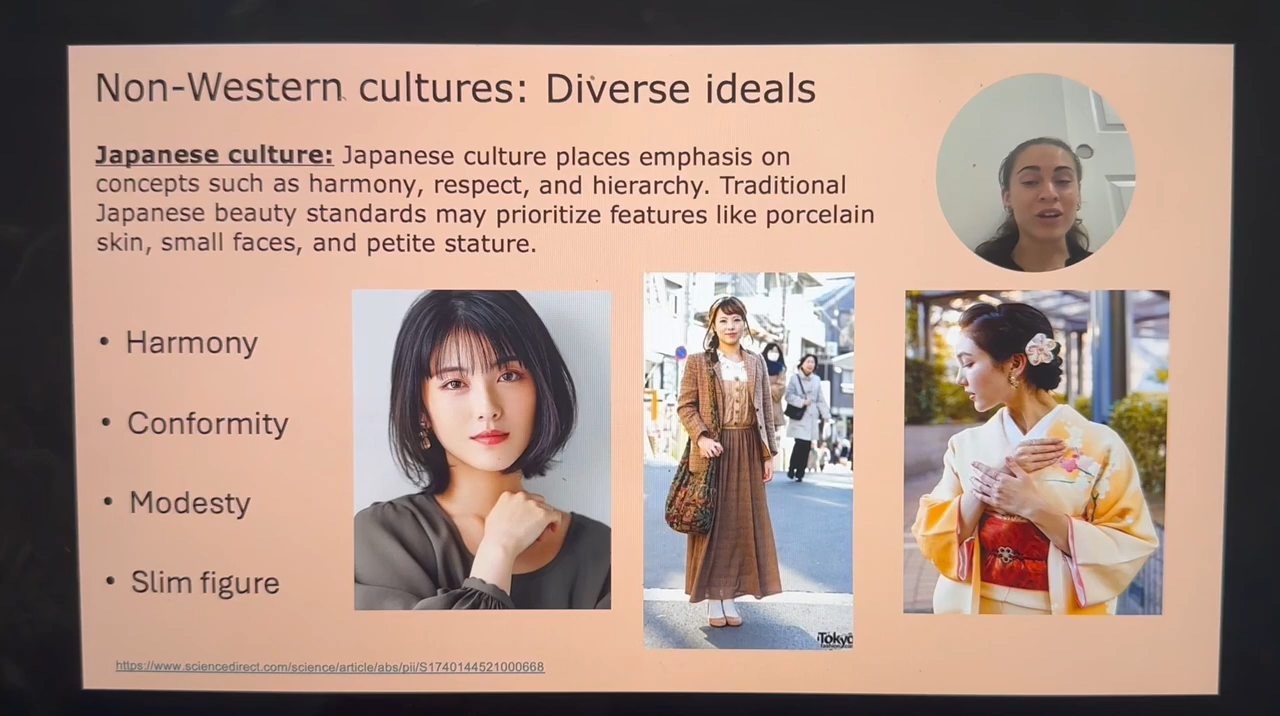 Non-Western cultures: Diverse ideals
Japanese culture: Japanese culture places emphasis on
concepts such as harmony, respect, and hierarchy. Traditional
Japanese beauty standards may prioritize features like porcelain
skin, small faces, and petite stature.
• Harmony
• Conformity
• Modesty
• Slim figure
Tokyo
fashion.com
https://www.sciencedirect.com/science/article/abs/pii/S1740144521000668